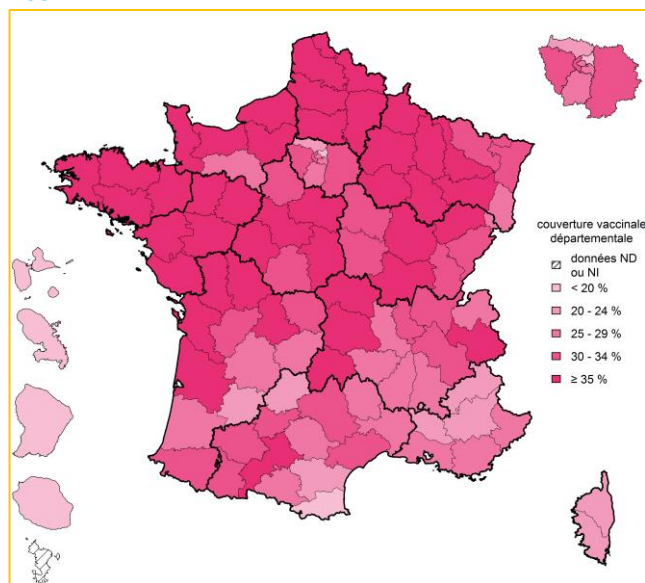 couverture vaccinale
départementale
données ND
ou NI
< 20 %
20 - 24 %
25 - 29 %
30 - 34 %
≥ 35 %